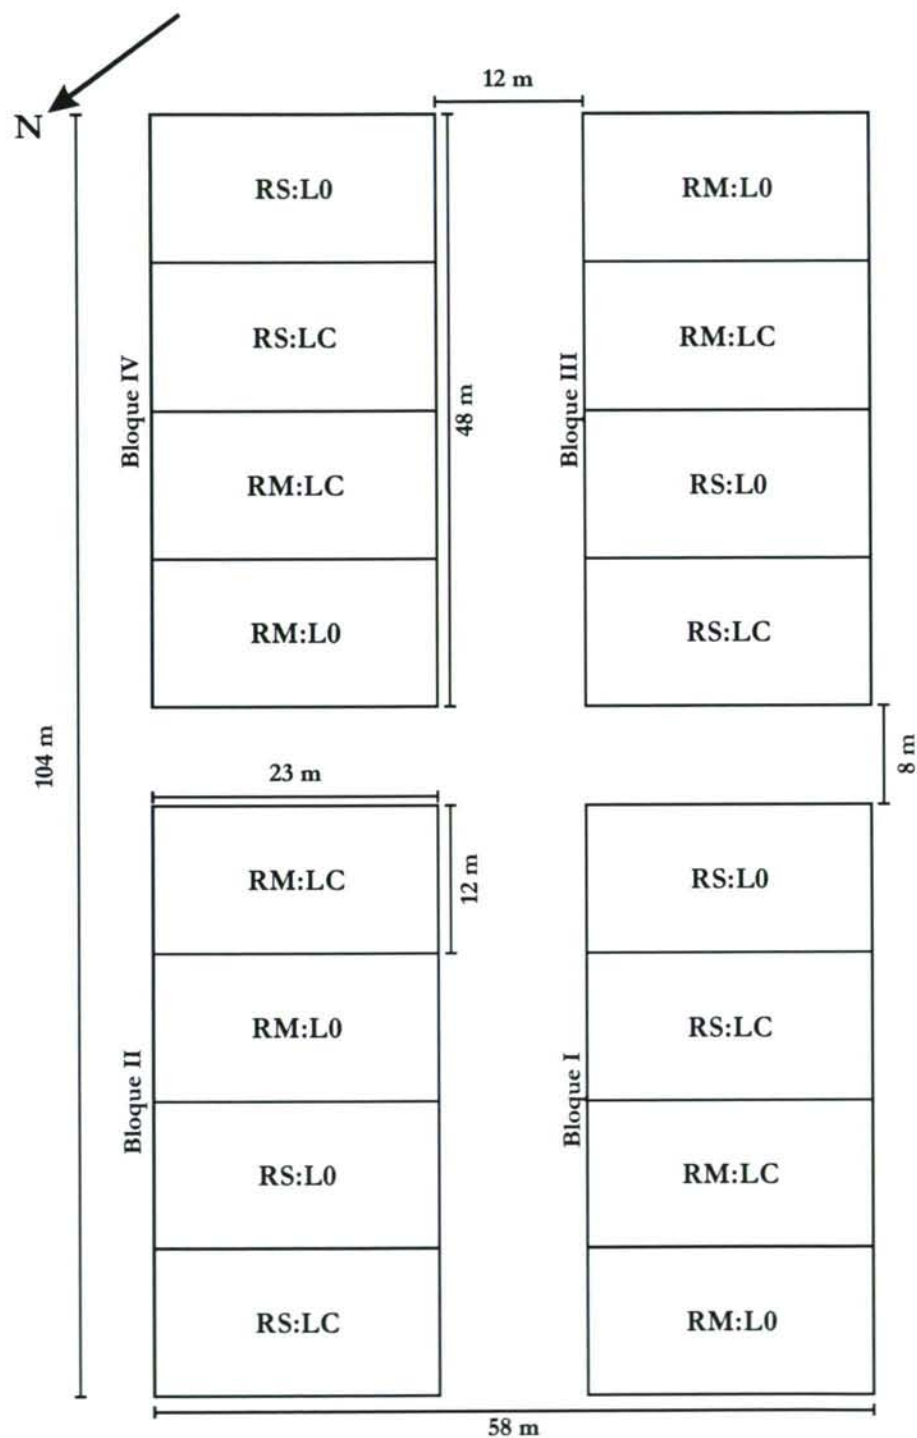 12 m
N
RS:L0
RS:LC
RM:LC
RM:L0
Bloque IV
48 m
RM:L0
RM:LC
RS:L0
RS:LC
Bloque III
104 m
8 m
23 m
12 m
RM:LC
RM:L0
RS:L0
RS:LC
Bloque II
RS:L0
RS:LC
RM:LC
RM:L0
Bloque I
58 m